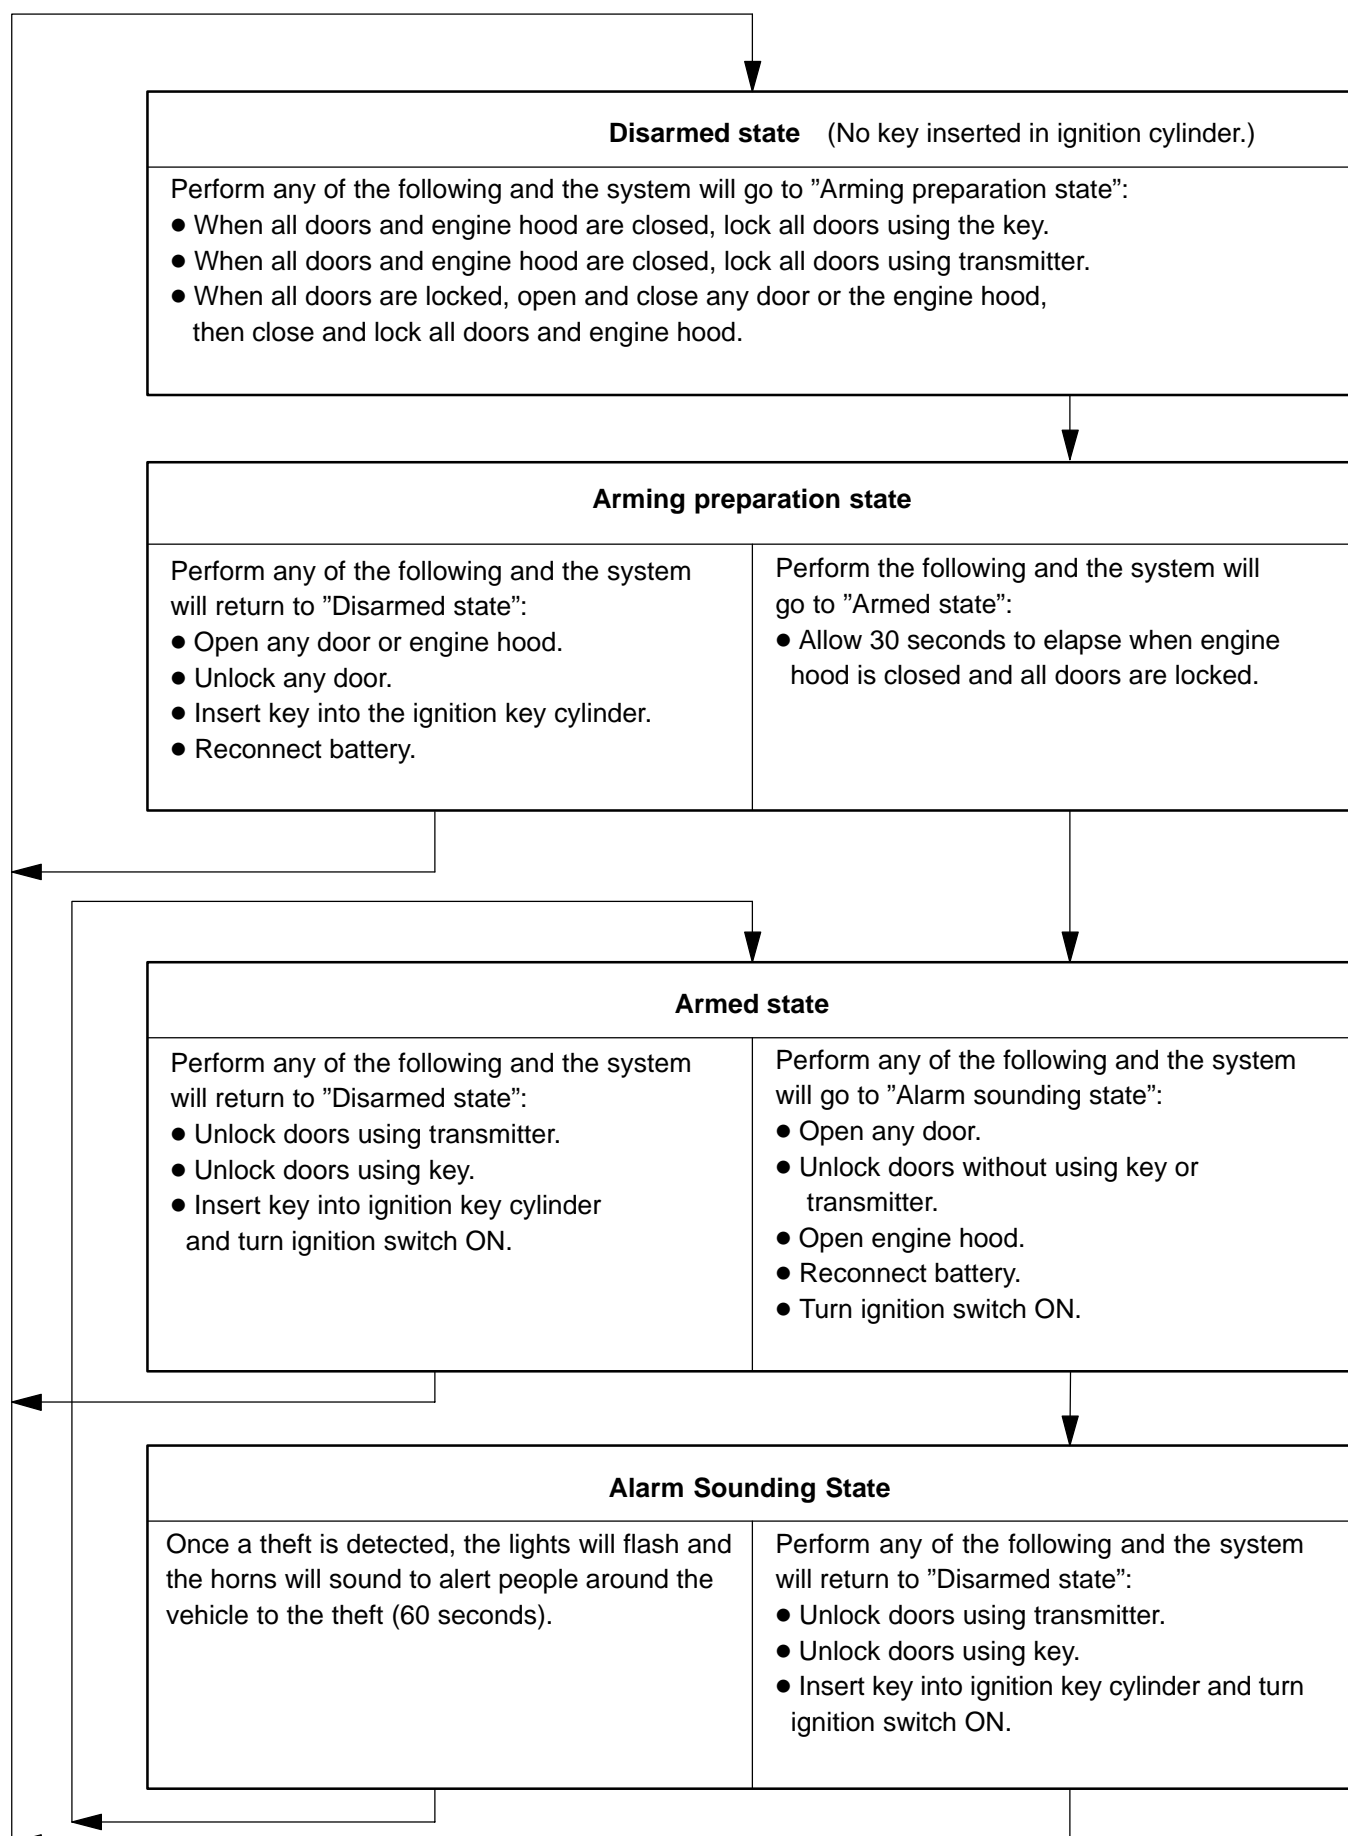 Disarmed state (No key inserted in ignition cylinder.)
Perform any of the following and the system will go to ”Arming preparation state”:
● When all doors and engine hood are closed, lock all doors using the key.
● When all doors and engine hood are closed, lock all doors using transmitter.
● When all doors are locked, open and close any door or the engine hood,
then close and lock all doors and engine hood.
Arming preparation state
Perform any of the following and the system
will return to ”Disarmed state”:
● Open any door or engine hood.
● Unlock any door.
● Insert key into the ignition key cylinder.
● Reconnect battery.
Perform the following and the system will
go to ”Armed state”:
● Allow 30 seconds to elapse when engine
hood is closed and all doors are locked.
Armed state
Perform any of the following and the system
will return to ”Disarmed state”:
● Unlock doors using transmitter.
● Unlock doors using key.
● Insert key into ignition key cylinder
and turn ignition switch ON.
Perform any of the following and the system
will go to ”Alarm sounding state”:
● Open any door.
● Unlock doors without using key or
transmitter.
● Open engine hood.
● Reconnect battery.
● Turn ignition switch ON.
Alarm Sounding State
Once a theft is detected, the lights will flash and
the horns will sound to alert people around the
vehicle to the theft (60 seconds).
Perform any of the following and the system
will return to ”Disarmed state”:
● Unlock doors using transmitter.
● Unlock doors using key.
● Insert key into ignition key cylinder and turn
ignition switch ON.